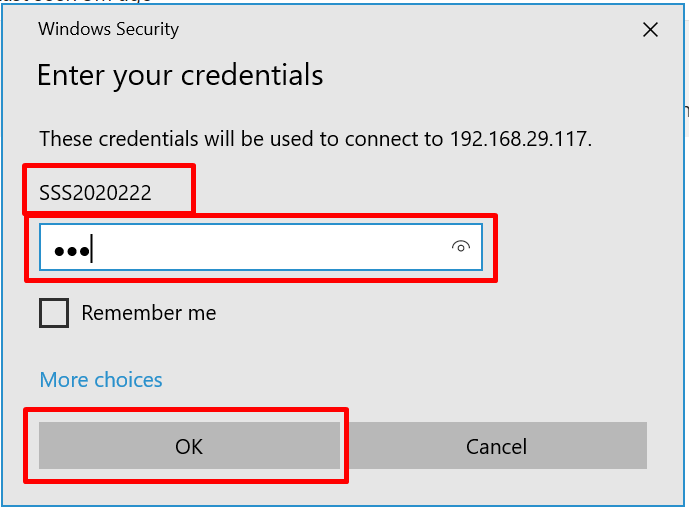 Windows Security
Enter your credentials
These credentials will be used to connect to 192.168.29.117.
SSS2020222
●●●
Remember me
More choices
OK
Cancel